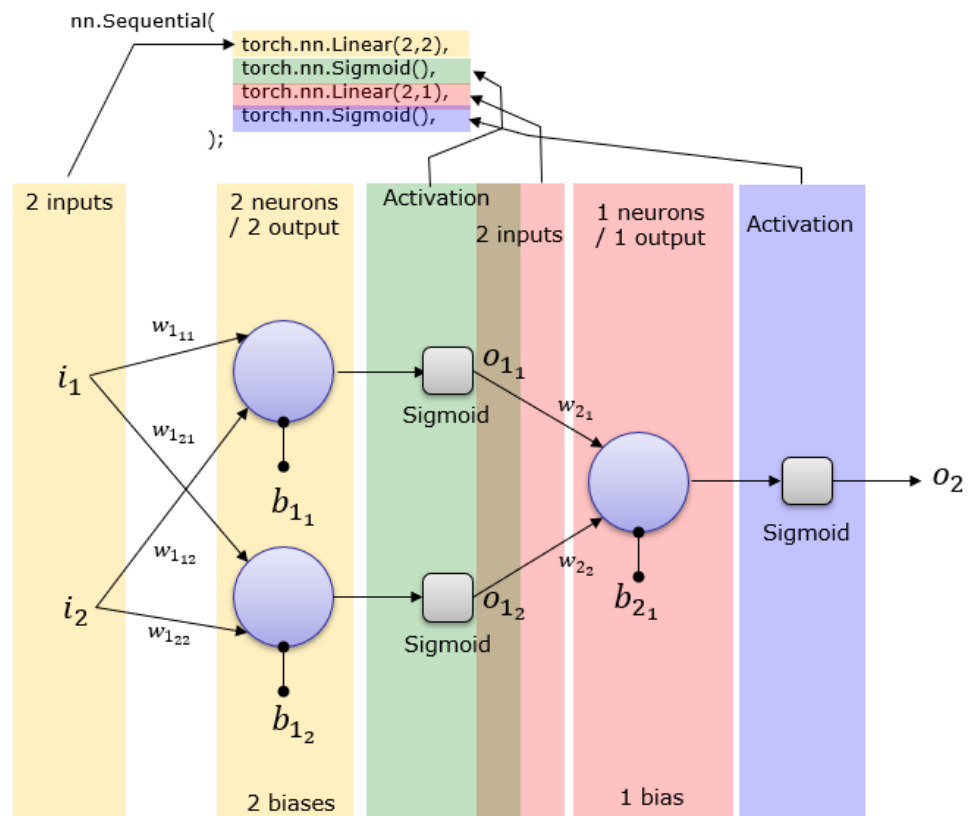 nn.Sequential(
torch.nn.Linear(2,2),
torch.nn.Sigmoid(),
torch.nn.Linear(2,1),
torch.nn.Sigmoid(),
);
2 inputs
2 neurons
/ 2 output
Activation
2 inputs
1 neurons
/ 1 output
Activation
w₁₁₁
i₁
w₁₂₁
b₁₁
Sigmoid
o₁₁
w₂₁
Sigmoid
o₂
w₁₁₂
i₂
w₁₂₂
b₁₂
Sigmoid
o₁₂
w₂₂
b₂₁
2 biases
1 bias